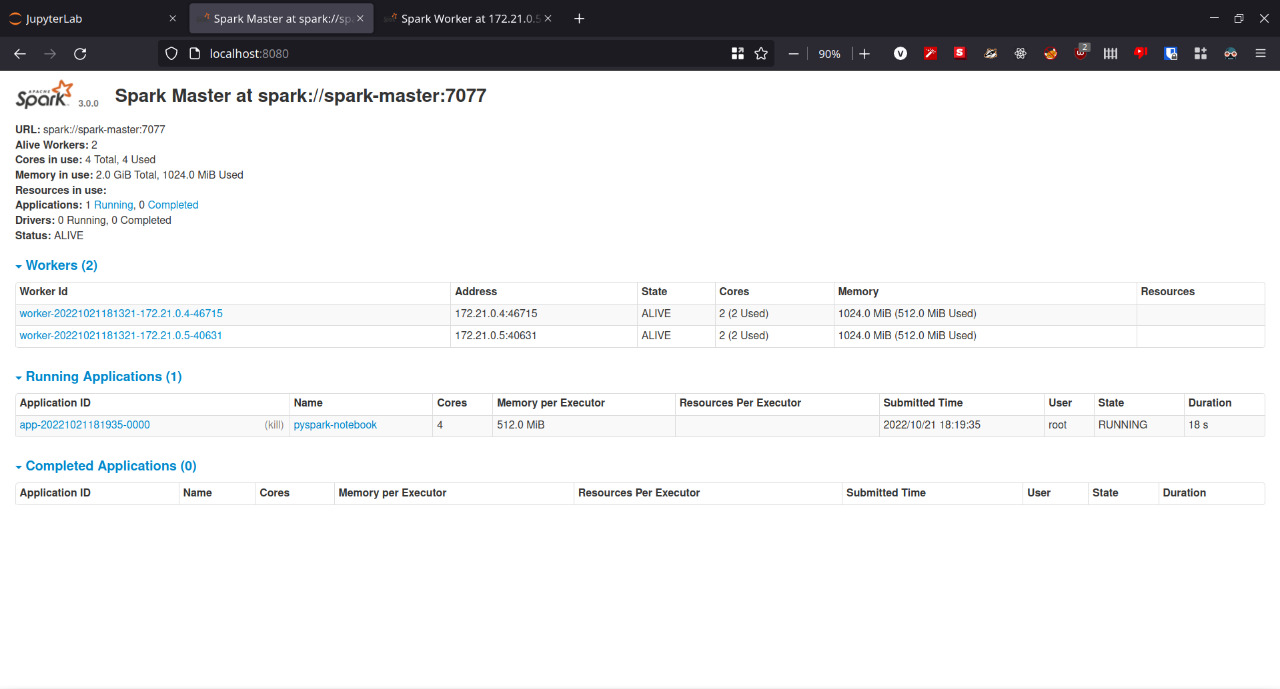 JupyterLab
Spark Master at spark://sp
Spark Worker at 172.21.0.5
localhost:8080
90%
2
APACHE Spark 3.0.0
Spark Master at spark://spark-master:7077
URL: spark://spark-master:7077
Alive Workers: 2
Cores in use: 4 Total, 4 Used
Memory in use: 2.0 GiB Total, 1024.0 MiB Used
Resources in use:
Applications: 1 Running, 0 Completed
Drivers: 0 Running, 0 Completed
Status: ALIVE
Workers (2)
Worker Id Address State Cores Memory Resources
worker-20221021181321-172.21.0.4-46715 172.21.0.4:46715 ALIVE 2 (2 Used) 1024.0 MiB (512.0 MiB Used)
worker-20221021181321-172.21.0.5-40631 172.21.0.5:40631 ALIVE 2 (2 Used) 1024.0 MiB (512.0 MiB Used)
Running Applications (1)
Application ID Name Cores Memory per Executor Resources Per Executor Submitted Time User State Duration
app-20221021181935-0000 (kill) pyspark-notebook 4 512.0 MiB 2022/10/21 18:19:35 root RUNNING 18 s
Completed Applications (0)
Application ID Name Cores Memory per Executor Resources Per Executor Submitted Time User State Duration